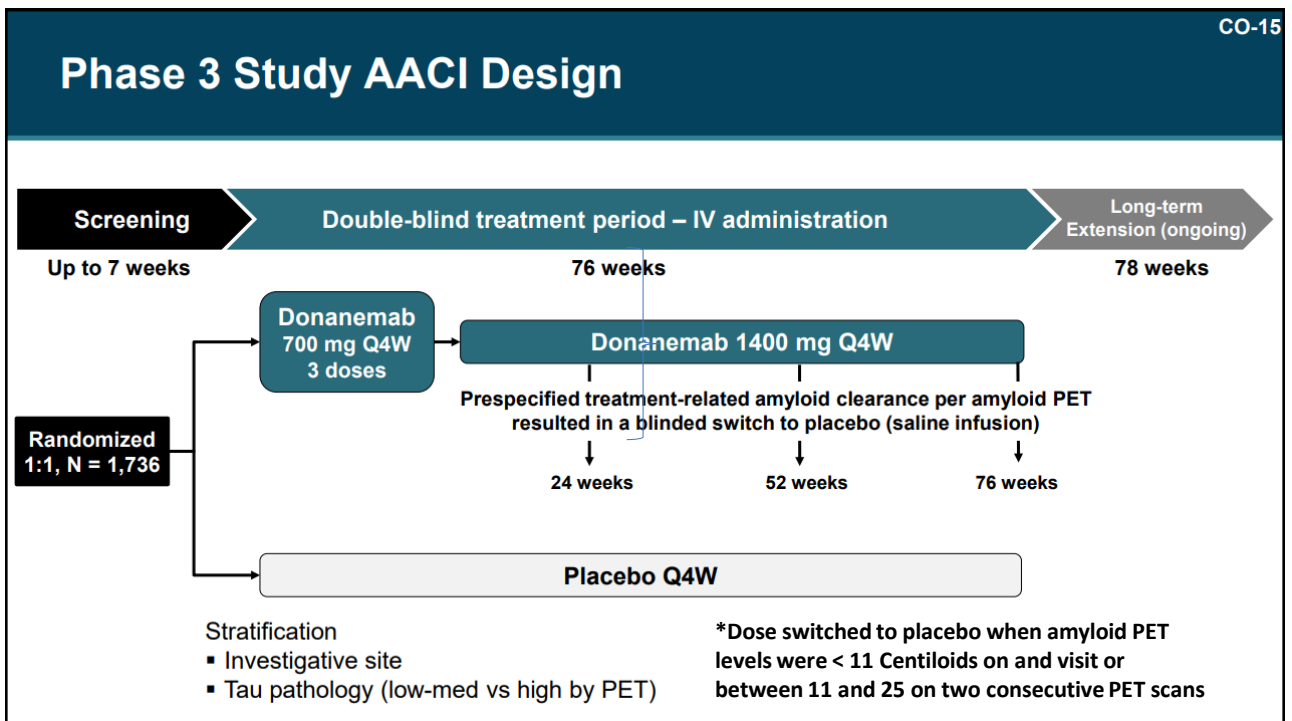 CO-15
Phase 3 Study AACI Design
Screening
Double-blind treatment period – IV administration
Long-term
Extension (ongoing)
Up to 7 weeks
76 weeks
78 weeks
Donanemab
700 mg Q4W
3 doses
Donanemab 1400 mg Q4W
Prespecified treatment-related amyloid clearance per amyloid PET
resulted in a blinded switch to placebo (saline infusion)
Randomized
1:1, N = 1,736
24 weeks
52 weeks
76 weeks
Placebo Q4W
Stratification
▪ Investigative site
▪ Tau pathology (low-med vs high by PET)
*Dose switched to placebo when amyloid PET
levels were < 11 Centiloids on and visit or
between 11 and 25 on two consecutive PET scans